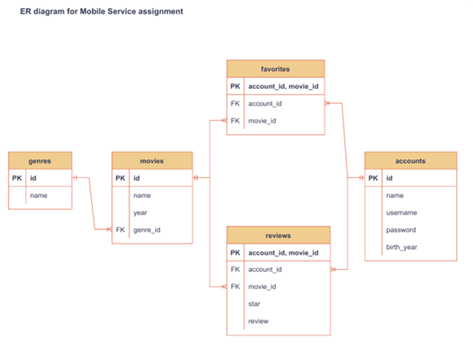 ER diagram for Mobile Service assignment
favorites
PK account_id, movie_id
FK account_id
FK movie_id
genres
PK id
name
movies
PK id
name
year
FK genre_id
accounts
PK id
name
username
password
birth_year
reviews
PK account_id, movie_id
FK account_id
FK movie_id
star
review